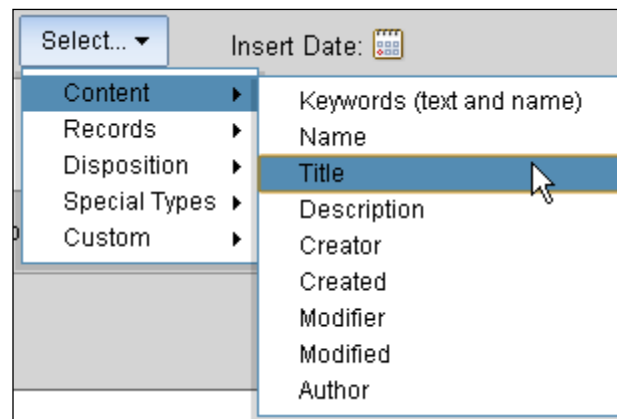 Select...
Insert Date:
Content
Records
Disposition
Special Types
Custom
Keywords (text and name)
Name
Title
Description
Creator
Created
Modifier
Modified
Author